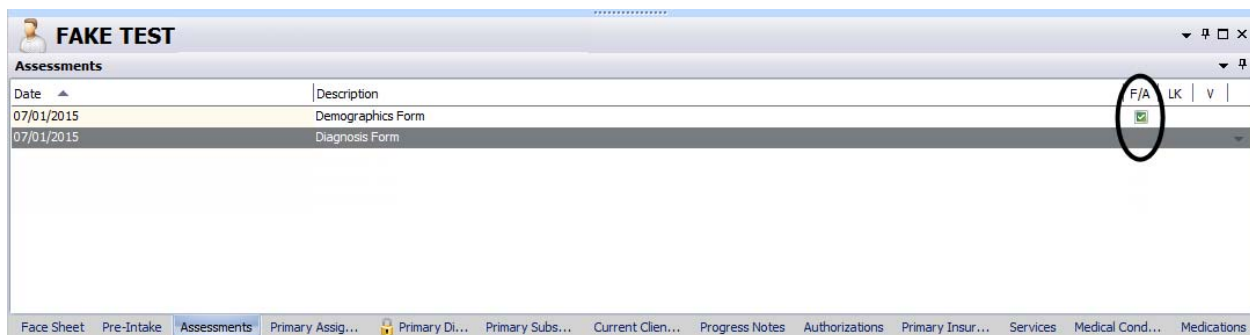 FAKE TEST
Assessments
Date Description F/A LK V
07/01/2015 Demographics Form
07/01/2015 Diagnosis Form
Face Sheet Pre-Intake Assessments Primary Assig... Primary Di... Primary Subs... Current Clien... Progress Notes Authorizations Primary Insur... Services Medical Cond... Medications